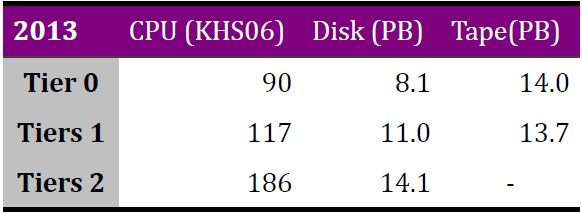 2013 CPU (KHS06) Disk (PB) Tape(PB)
Tier 0 90 8.1 14.0
Tiers 1 117 11.0 13.7
Tiers 2 186 14.1 -